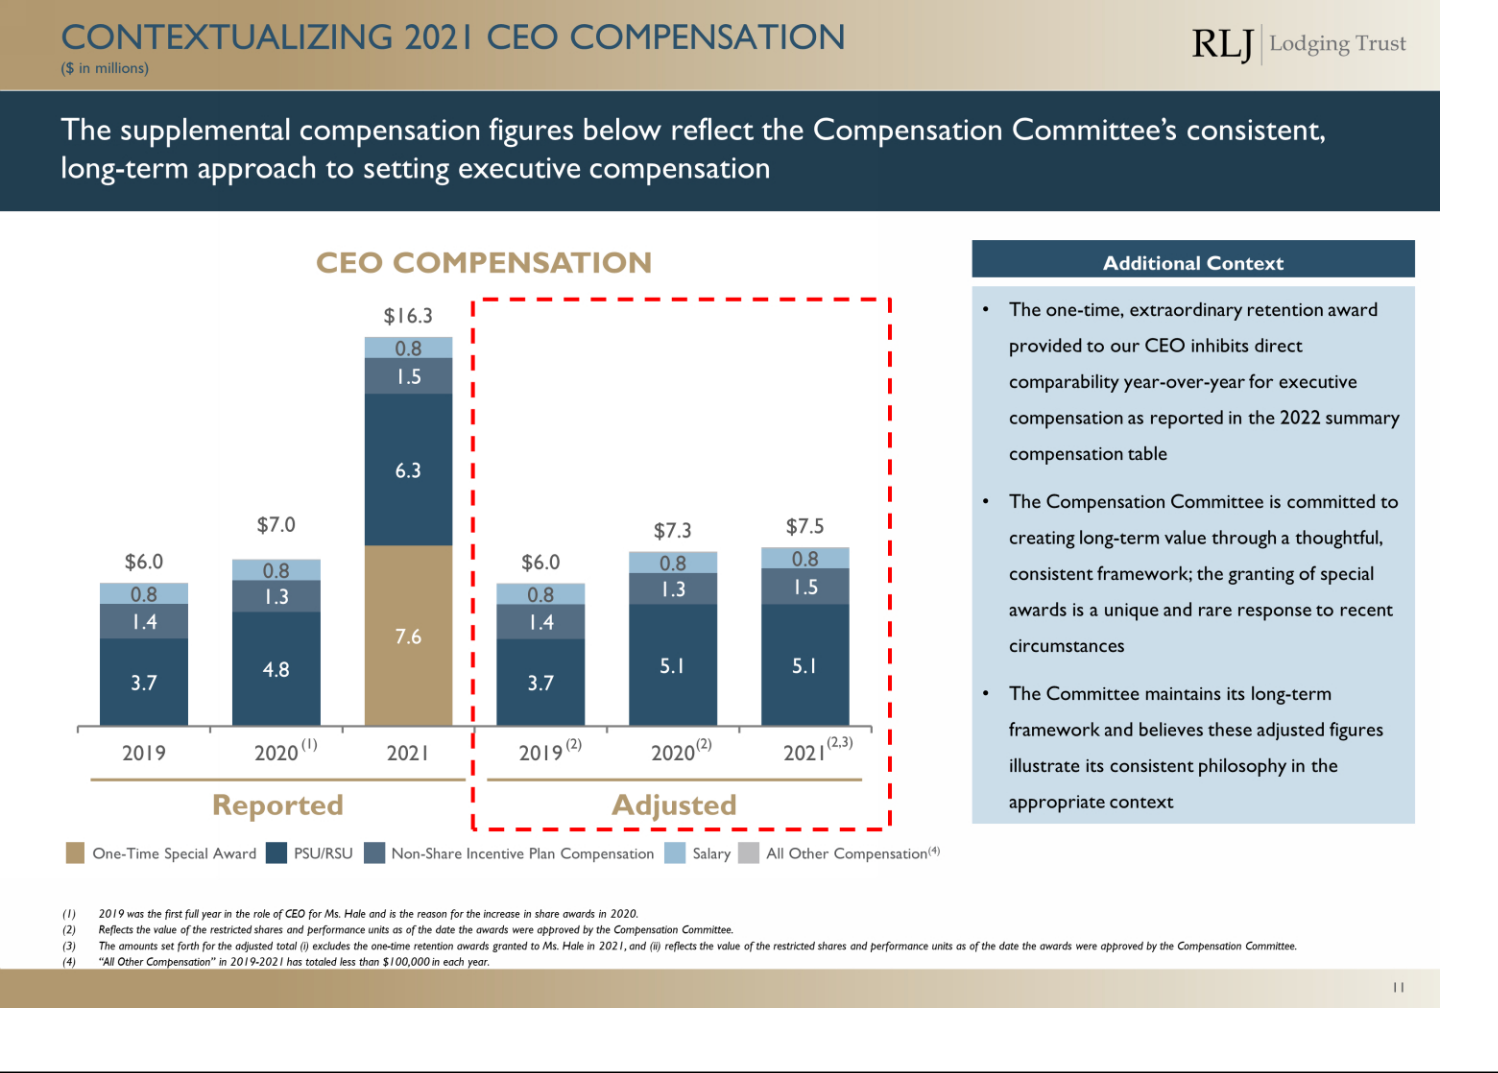 CONTEXTUALIZING 2021 CEO COMPENSATION
($ in millions)
RLJ Lodging Trust
The supplemental compensation figures below reflect the Compensation Committee's consistent,
long-term approach to setting executive compensation
CEO COMPENSATION
$16.3
0.8
1.5
6.3
7.6
$7.0
0.8
1.3
4.8
$6.0
0.8
1.4
3.7
$6.0
0.8
1.4
3.7
$7.3
0.8
1.3
5.1
$7.5
0.8
1.5
5.1
2019 2020(1) 2021 2019(2) 2020(2) 2021(2,3)
Reported Adjusted
One-Time Special Award PSU/RSU Non-Share Incentive Plan Compensation Salary All Other Compensation(4)
Additional Context
• The one-time, extraordinary retention award
provided to our CEO inhibits direct
comparability year-over-year for executive
compensation as reported in the 2022 summary
compensation table
• The Compensation Committee is committed to
creating long-term value through a thoughtful,
consistent framework; the granting of special
awards is a unique and rare response to recent
circumstances
• The Committee maintains its long-term
framework and believes these adjusted figures
illustrate its consistent philosophy in the
appropriate context
(1) 2019 was the first full year in the role of CEO for Ms. Hale and is the reason for the increase in share awards in 2020.
(2) Reflects the value of the restricted shares and performance units as of the date the awards were approved by the Compensation Committee.
(3) The amounts set forth for the adjusted total (i) excludes the one-time retention awards granted to Ms. Hale in 2021, and (ii) reflects the value of the restricted shares and performance units as of the date the awards were approved by the Compensation Committee.
(4) "All Other Compensation" in 2019-2021 has totaled less than $100,000 in each year.
11